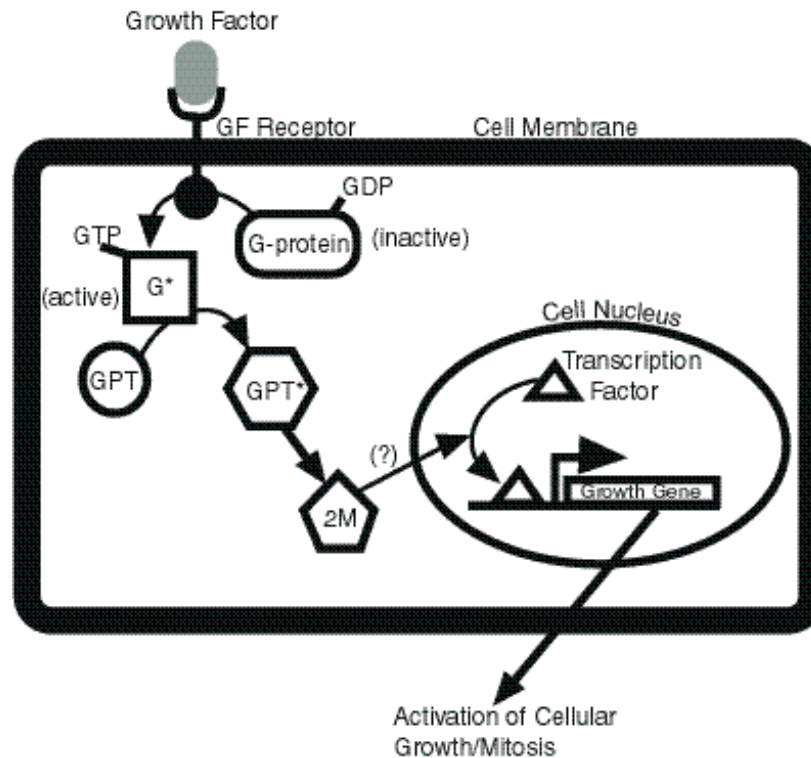 Growth Factor
GF Receptor
Cell Membrane
GDP
GTP
G-protein
(inactive)
G*
(active)
Cell Nucleus
GPT
GPT*
Transcription
Factor
(?)
2M
Growth Gene
Activation of Cellular
Growth/Mitosis